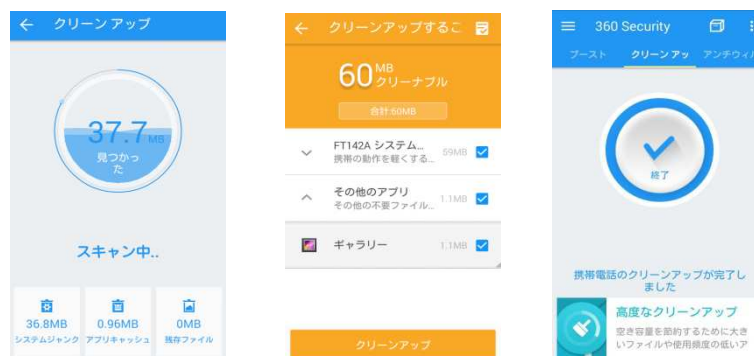 クリーン アップ
37.7 MB
見つかっ
た
スキャン中..
36.8MB
システムジャンク
0.96MB
アプリキャッシュ
0MB
残存ファイル
クリーンアップするこ
60 MB
クリーナブル
合計:60MB
FT142A システム...
携帯の動作を軽くする...
59MB
その他のアプリ
その他の不要ファイル...
1.1MB
ギャラリー
1.1MB
クリーンアップ
360 Security
ブースト
クリーン アッ
アンチウィル
終了
携帯電話のクリーンアップが完了し
ました
高度なクリーンアップ
空き容量を節約するために大き
いファイルや使用頻度の低いア